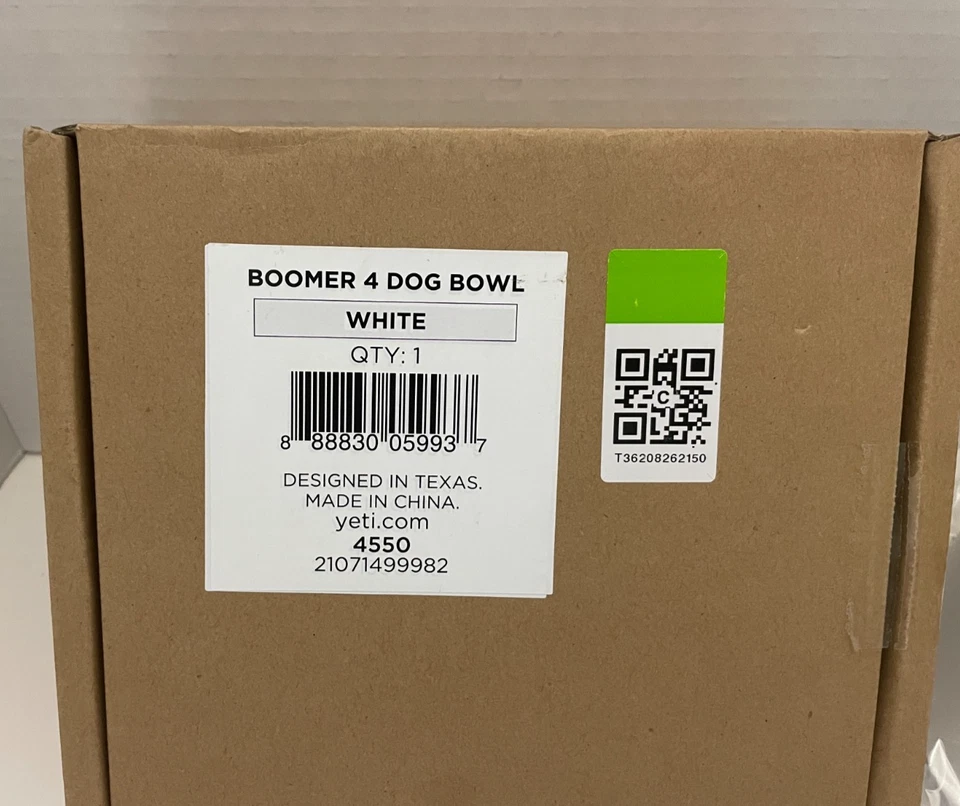 BOOMER 4 DOG BOWL
WHITE
QTY: 1
8 88830 05993 7
DESIGNED IN TEXAS.
MADE IN CHINA.
yeti.com
4550
21071499982
C
T36208262150